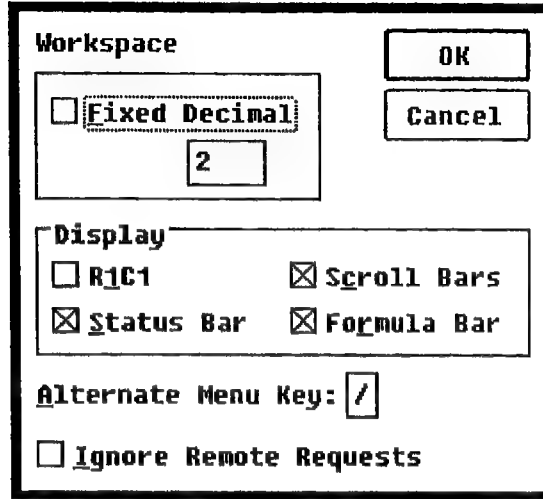 Workspace
OK
Fixed Decimal
Cancel
2
Display
R1C1
Scroll Bars
Status Bar
Formula Bar
Alternate Menu Key: /
Ignore Remote Requests